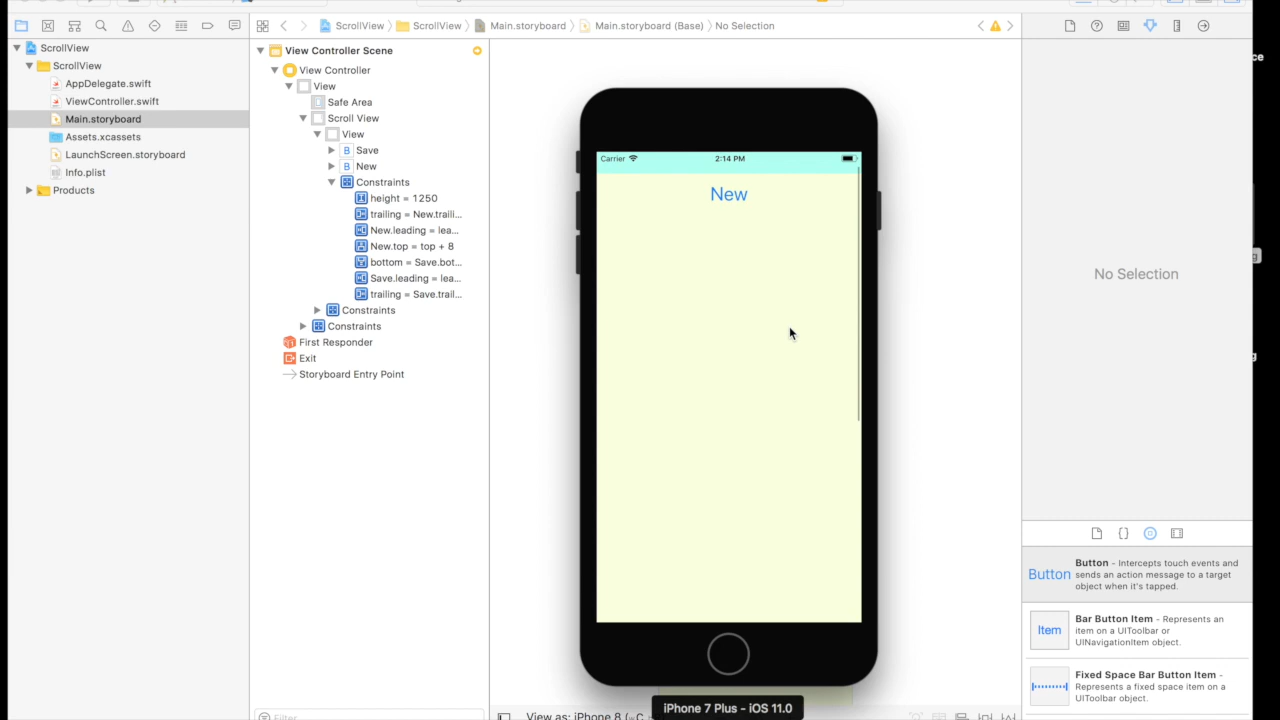 ScrollView
ScrollView
Main.storyboard
Main.storyboard (Base)
No Selection
ScrollView
ScrollView
AppDelegate.swift
ViewController.swift
Main.storyboard
Assets.xcassets
LaunchScreen.storyboard
Info.plist
Products
View Controller Scene
View Controller
View
Safe Area
Scroll View
View
B Save
B New
Constraints
height = 1250
trailing = New.traili...
New.leading = lea...
New.top = top + 8
bottom = Save.bot...
Save.leading = lea...
trailing = Save.trail...
Constraints
Constraints
First Responder
Exit
Storyboard Entry Point
Filter
Carrier
2:14 PM
New
iPhone 7 Plus - iOS 11.0
View as: iPhone 8 (wC
No Selection
Button
Button - Intercepts touch events and
sends an action message to a target
object when it's tapped.
Item
Bar Button Item - Represents an
item on a UIToolbar or
UINavigationItem object.
Fixed Space Bar Button Item -
Represents a fixed space item on a
UIToolbar object.